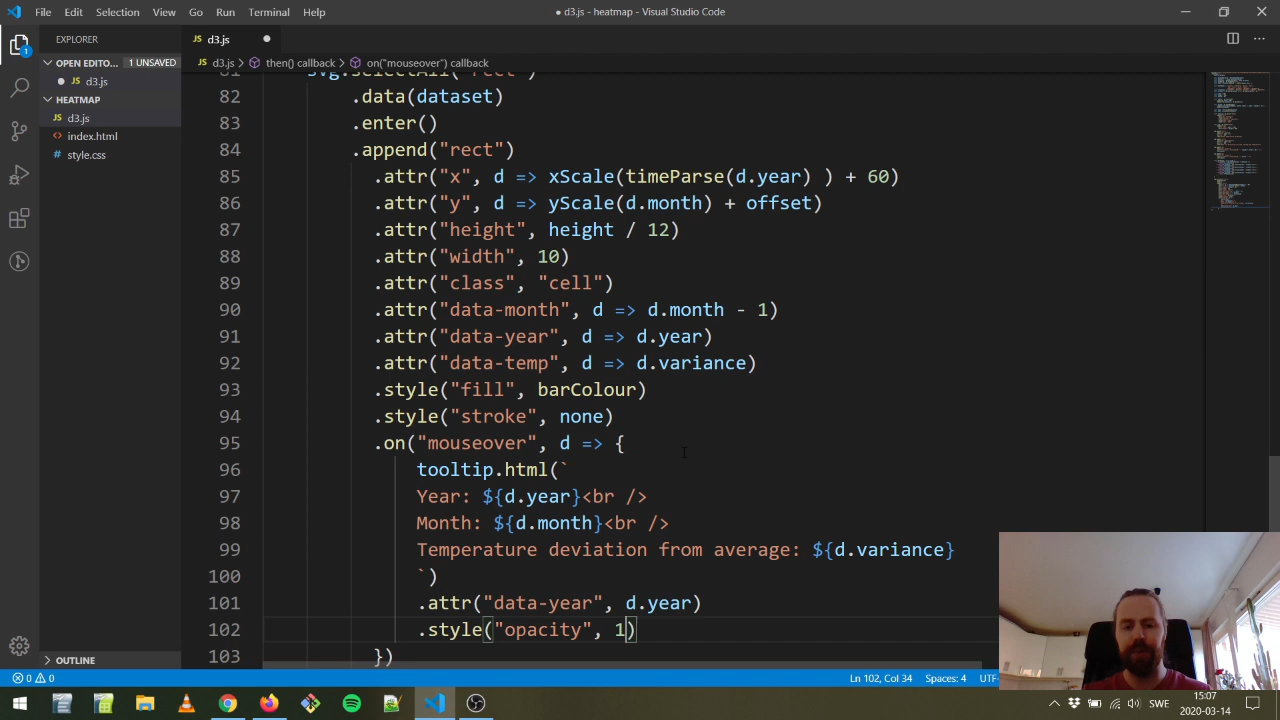 File Edit Selection View Go Run Terminal Help
● d3.js - heatmap - Visual Studio Code
EXPLORER
JS d3.js ●
OPEN EDITO... 1 UNSAVED
● JS d3.js
HEATMAP
JS d3.js
<> index.html
style.css
OUTLINE
JS d3.js > then() callback > on("mouseover") callback
81 svg.selectAll("rect")
82 .data(dataset)
83 .enter()
84 .append("rect")
85 .attr("x", d => xScale(timeParse(d.year) ) + 60)
86 .attr("y", d => yScale(d.month) + offset)
87 .attr("height", height / 12)
88 .attr("width", 10)
89 .attr("class", "cell")
90 .attr("data-month", d => d.month - 1)
91 .attr("data-year", d => d.year)
92 .attr("data-temp", d => d.variance)
93 .style("fill", barColour)
94 .style("stroke", none)
95 .on("mouseover", d => {
96 tooltip.html(`
97 Year: ${d.year}<br />
98 Month: ${d.month}<br />
99 Temperature deviation from average: ${d.variance}
100 `)
101 .attr("data-year", d.year)
102 .style("opacity", 1)
103 })
0 0
Ln 102, Col 34 Spaces: 4 UTF-
SWE
15:07
2020-03-14